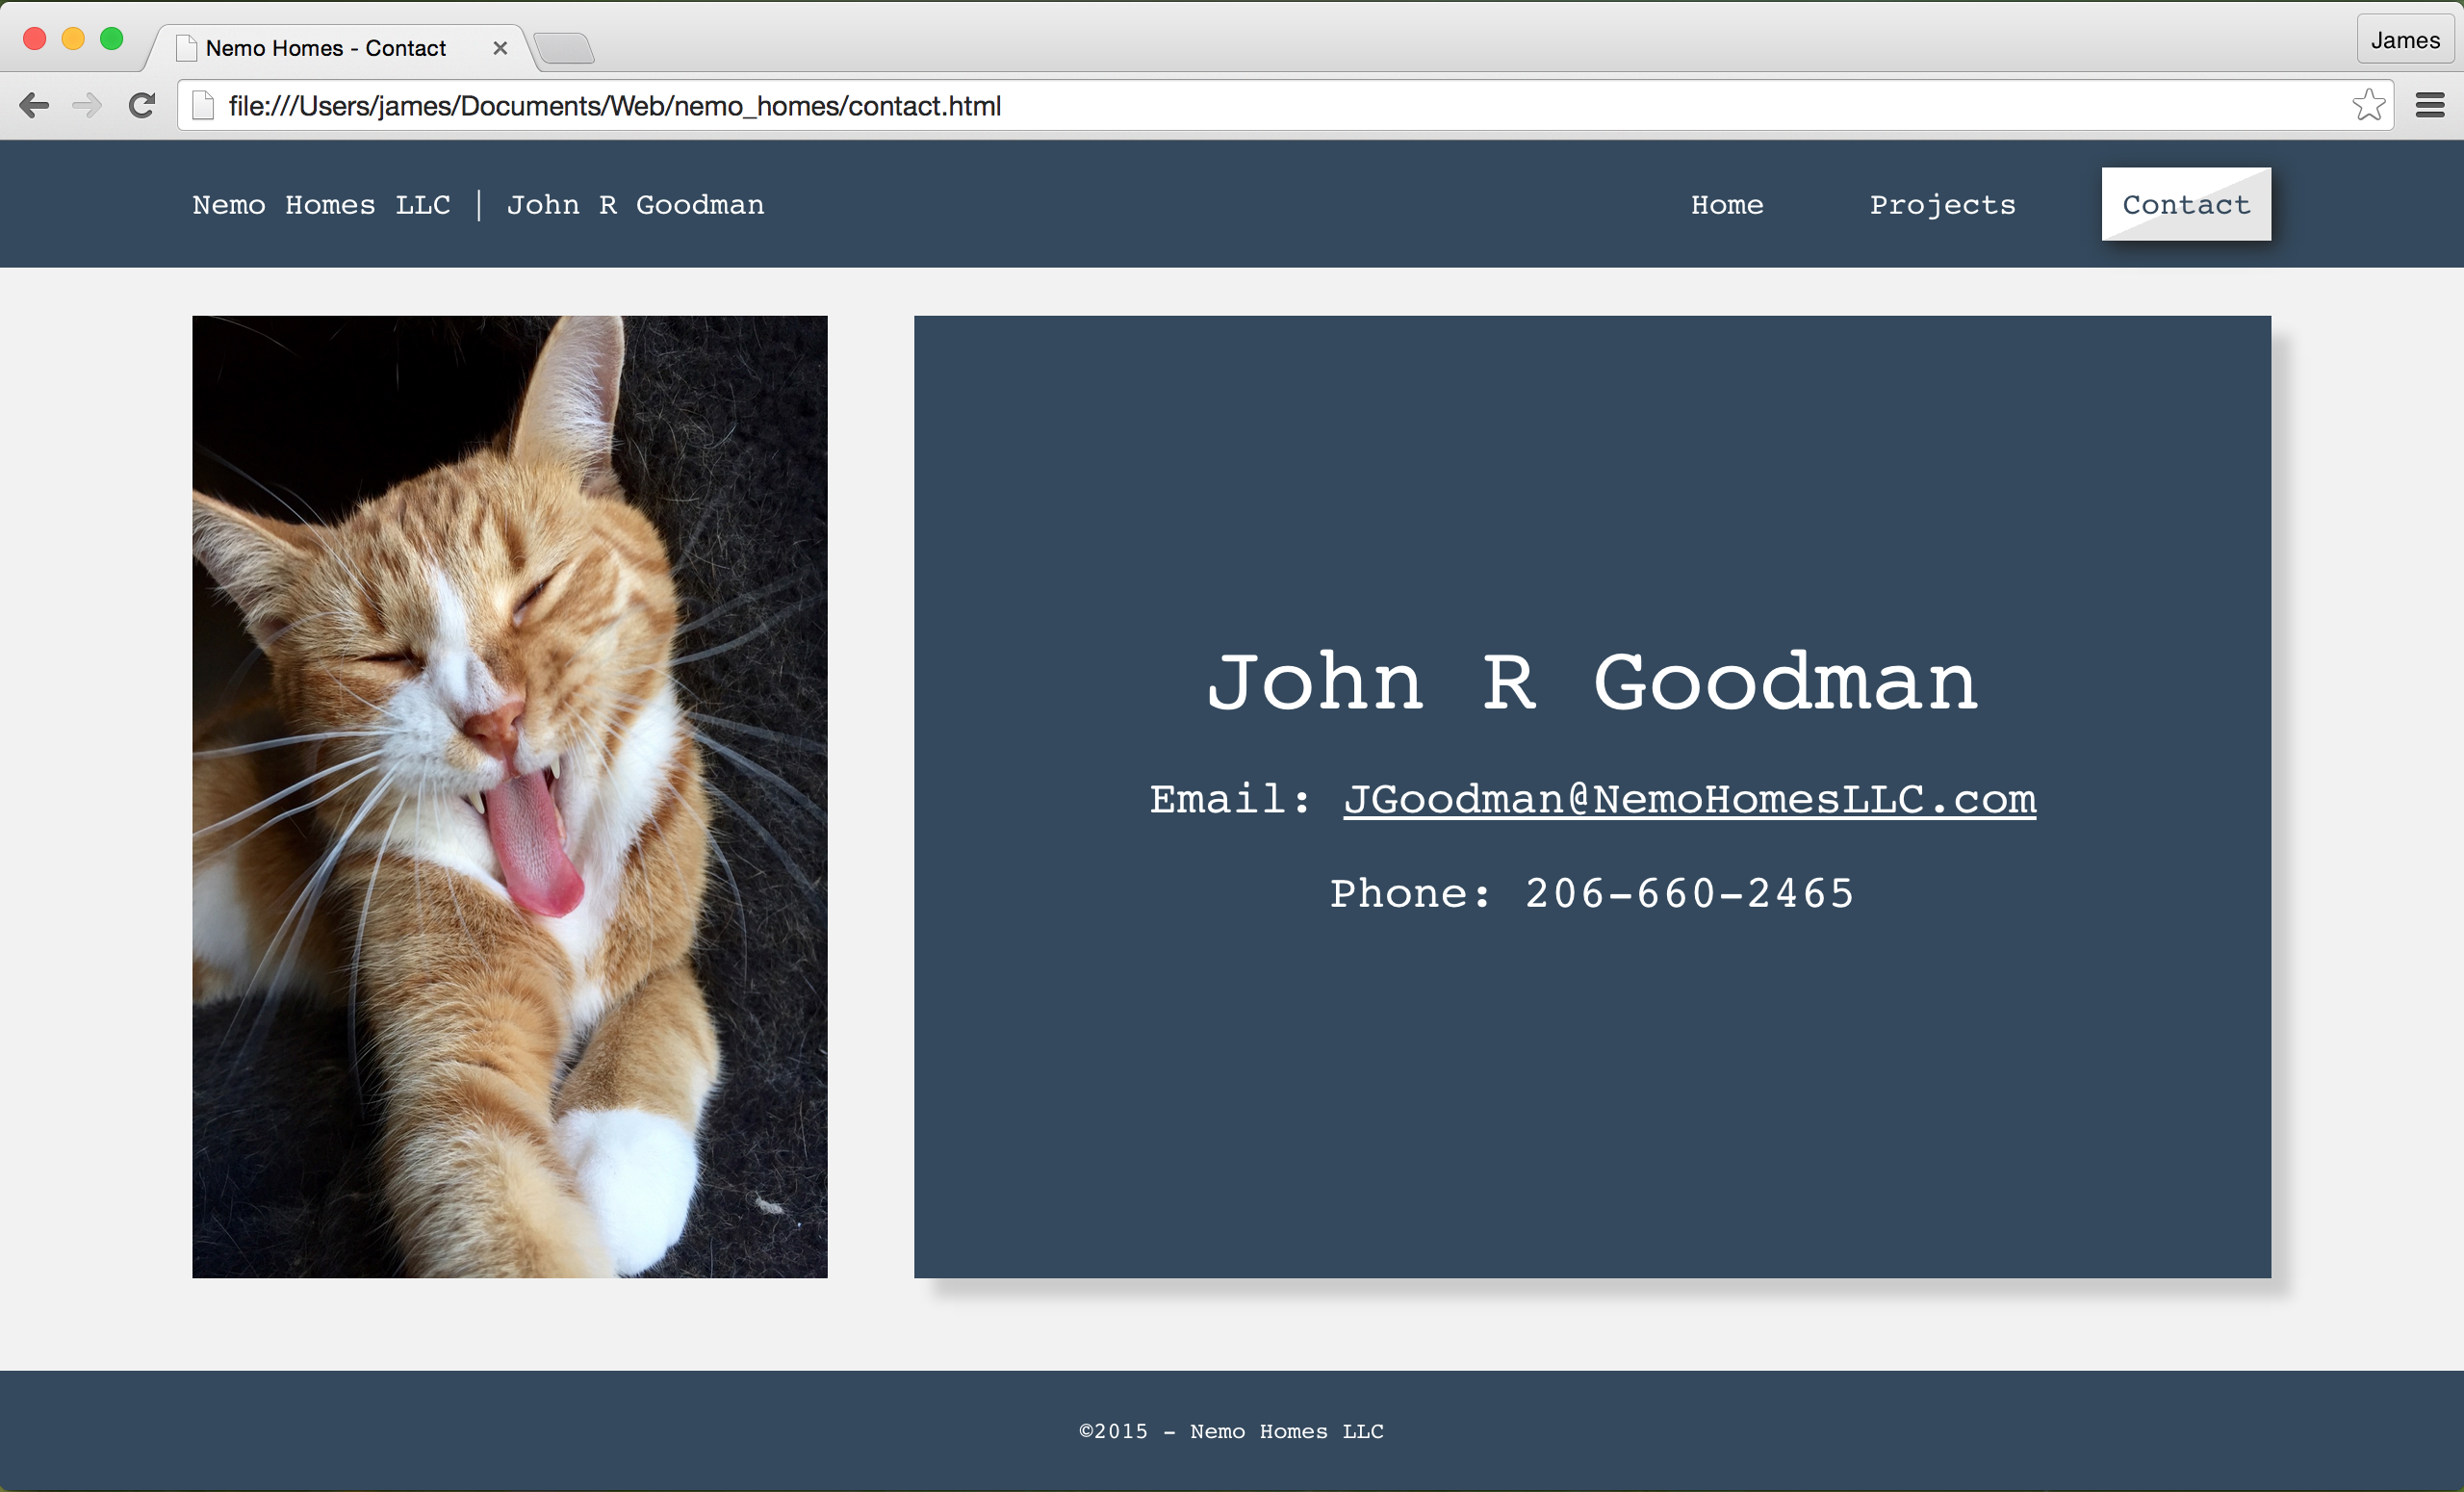 Nemo Homes - Contact
James
file:///Users/james/Documents/Web/nemo_homes/contact.html
Nemo Homes LLC | John R Goodman
Home
Projects
Contact
John R Goodman
Email: JGoodman@NemoHomesLLC.com
Phone: 206-660-2465
©2015 - Nemo Homes LLC